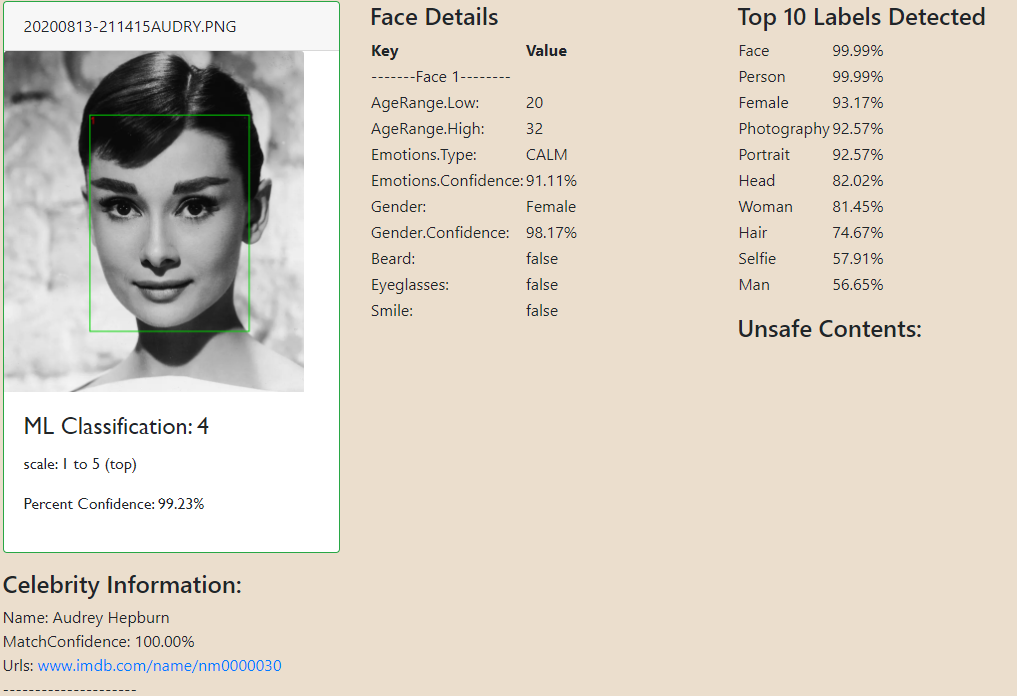 20200813-211415AUDRY.PNG
1
ML Classification: 4
scale: 1 to 5 (top)
Percent Confidence: 99.23%
Celebrity Information:
Name: Audrey Hepburn
MatchConfidence: 100.00%
Urls: www.imdb.com/name/nm0000030
---------------------
Face Details
Key Value
-------Face 1--------
AgeRange.Low: 20
AgeRange.High: 32
Emotions.Type: CALM
Emotions.Confidence: 91.11%
Gender: Female
Gender.Confidence: 98.17%
Beard: false
Eyeglasses: false
Smile: false
Top 10 Labels Detected
Face 99.99%
Person 99.99%
Female 93.17%
Photography 92.57%
Portrait 92.57%
Head 82.02%
Woman 81.45%
Hair 74.67%
Selfie 57.91%
Man 56.65%
Unsafe Contents: